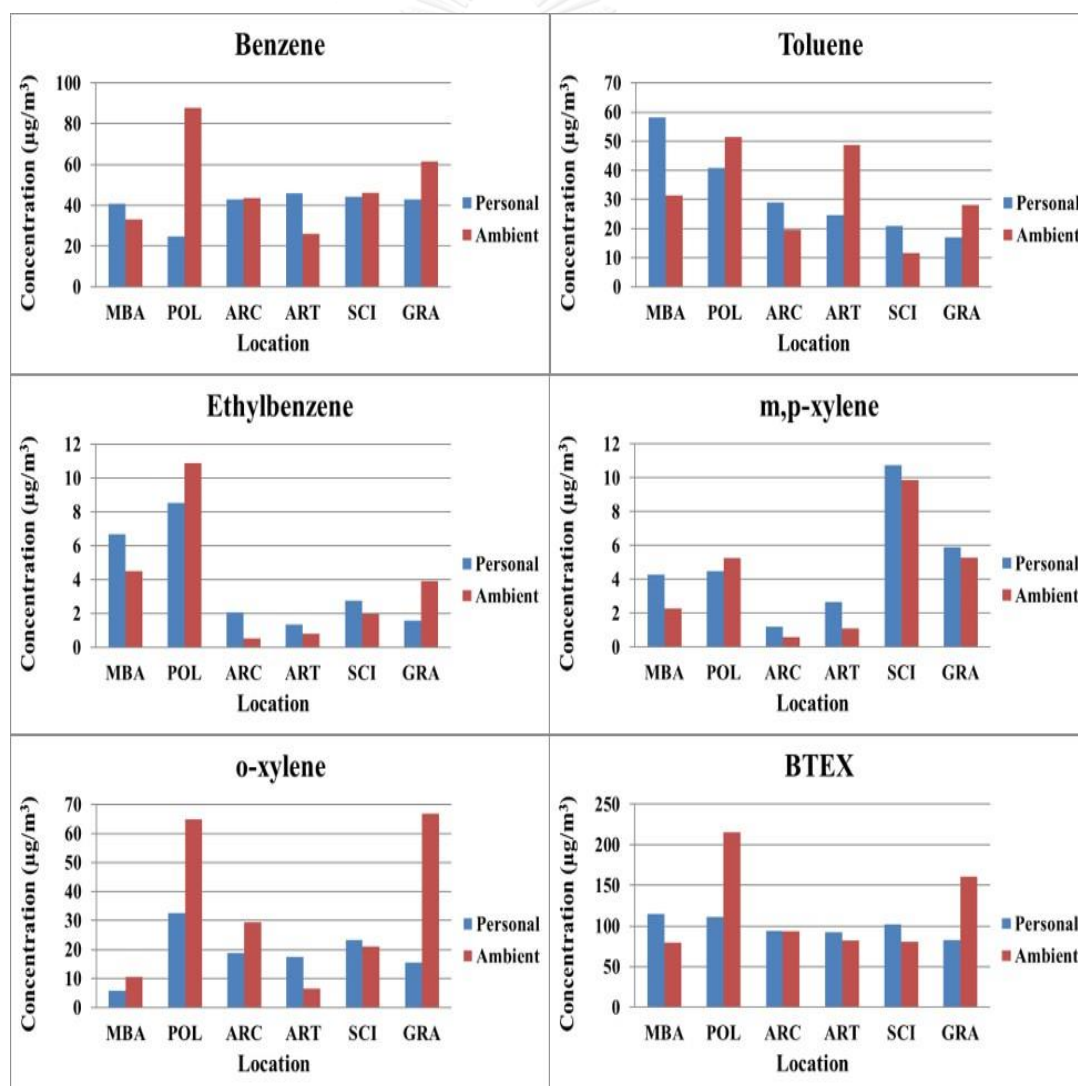 Benzene
Concentration (µg/m³)
100
80
60
40
20
0
MBA POL ARC ART SCI GRA
Location
Personal
Ambient
Toluene
Concentration (µg/m³)
70
60
50
40
30
20
10
0
MBA POL ARC ART SCI GRA
Location
Personal
Ambient
Ethylbenzene
Concentration (µg/m³)
12
10
8
6
4
2
0
MBA POL ARC ART SCI GRA
Location
Personal
Ambient
m,p-xylene
Concentration (µg/m³)
12
10
8
6
4
2
0
MBA POL ARC ART SCI GRA
Location
Personal
Ambient
o-xylene
Concentration (µg/m³)
70
60
50
40
30
20
10
0
MBA POL ARC ART SCI GRA
Location
Personal
Ambient
BTEX
Concentration (µg/m³)
250
200
150
100
50
0
MBA POL ARC ART SCI GRA
Location
Personal
Ambient